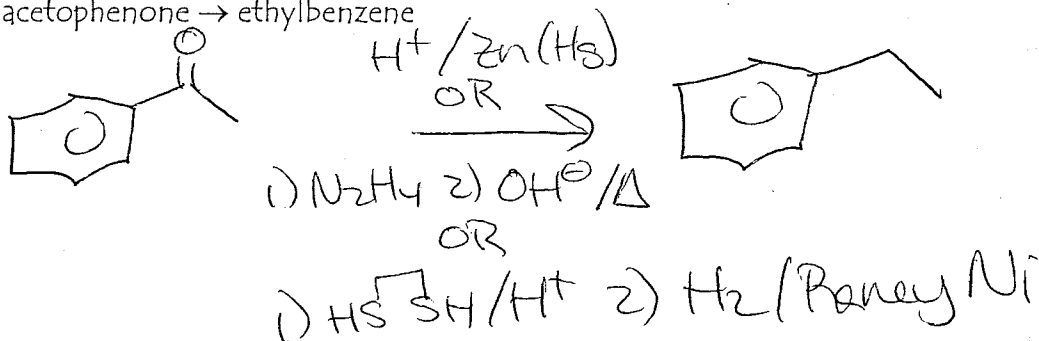 acetophenone → ethylbenzene
O
H+ /Zn(Hg)
OR
1) N2H4 2) OH⊖/Δ
OR
1) HS SH/H+ 2) H2/Raney Ni